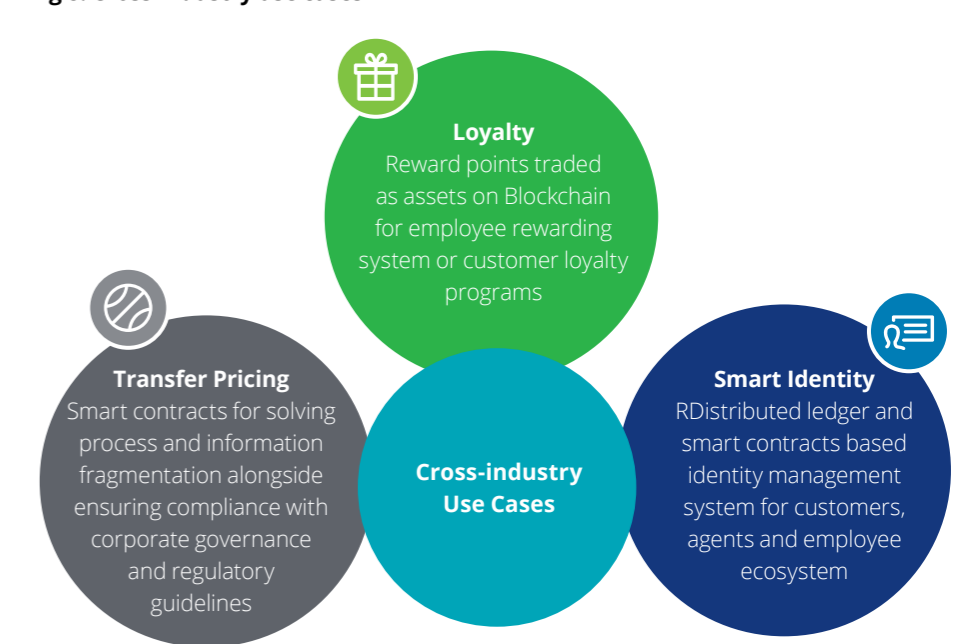 Loyalty
Reward points traded
as assets on Blockchain
for employee rewarding
system or customer loyalty
programs
Transfer Pricing
Smart contracts for solving
process and information
fragmentation alongside
ensuring compliance with
corporate governance
and regulatory
guidelines
Cross-industry
Use Cases
Smart Identity
RDistributed ledger and
smart contracts based
identity management
system for customers,
agents and employee
ecosystem